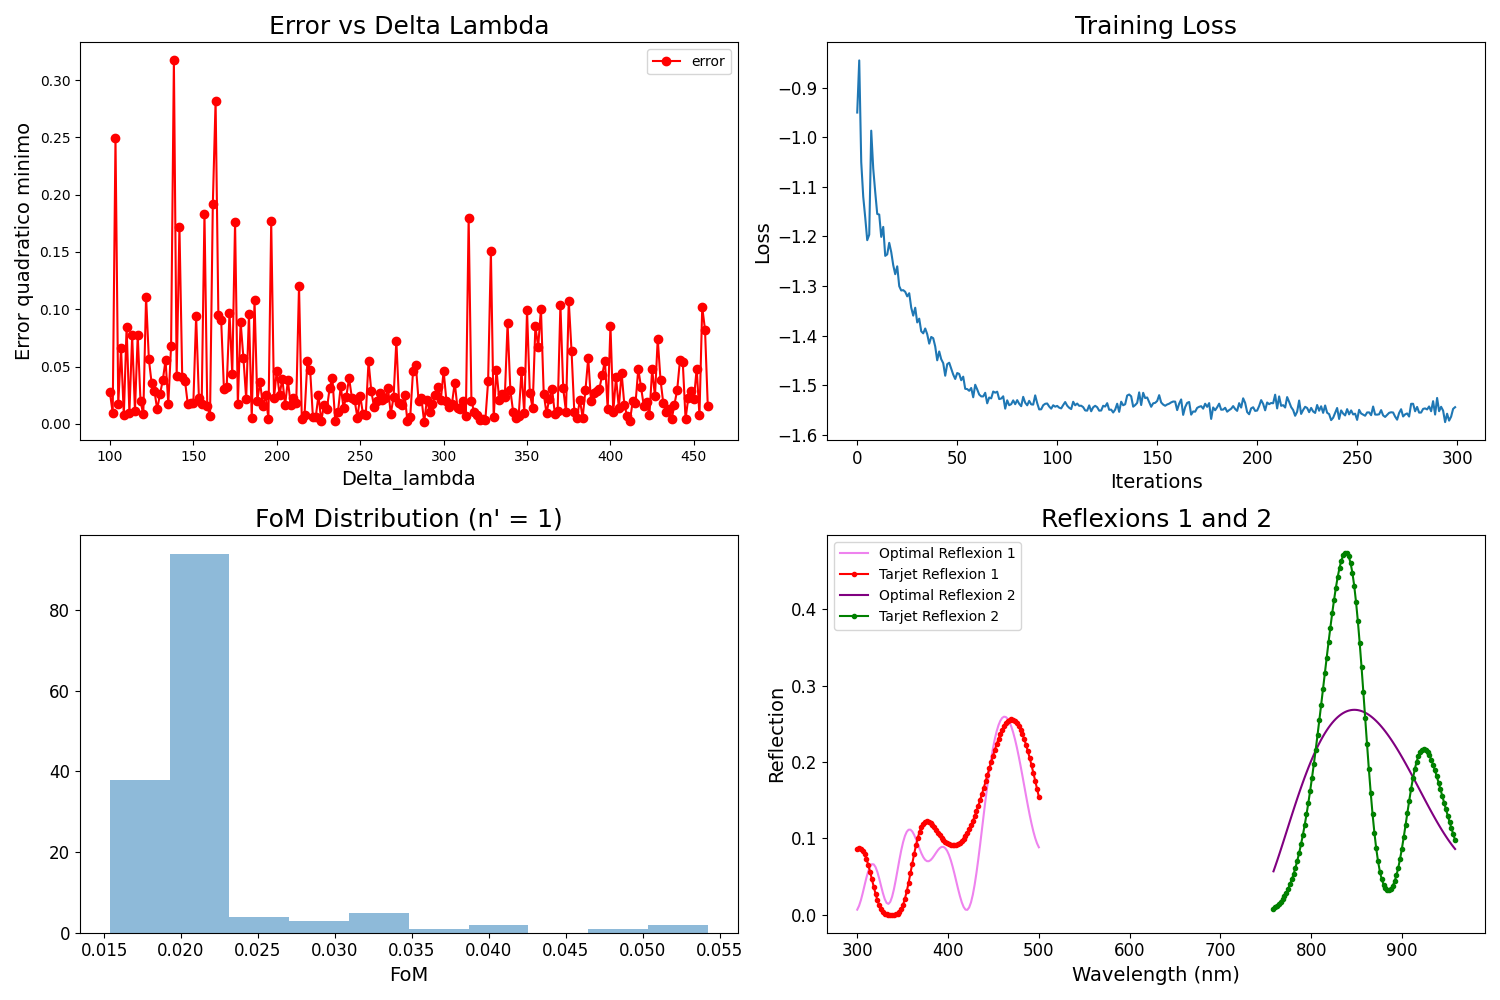 Error vs Delta Lambda
error
Error quadratico minimo
0.30
0.25
0.20
0.15
0.10
0.05
0.00
100 150 200 250 300 350 400 450
Delta_lambda
Training Loss
Loss
−0.9
−1.0
−1.1
−1.2
−1.3
−1.4
−1.5
−1.6
0 50 100 150 200 250 300
Iterations
FoM Distribution (n' = 1)
80
60
40
20
0
0.015 0.020 0.025 0.030 0.035 0.040 0.045 0.050 0.055
FoM
Reflexions 1 and 2
Optimal Reflexion 1
Tarjet Reflexion 1
Optimal Reflexion 2
Tarjet Reflexion 2
Reflection
0.4
0.3
0.2
0.1
0.0
300 400 500 600 700 800 900
Wavelength (nm)